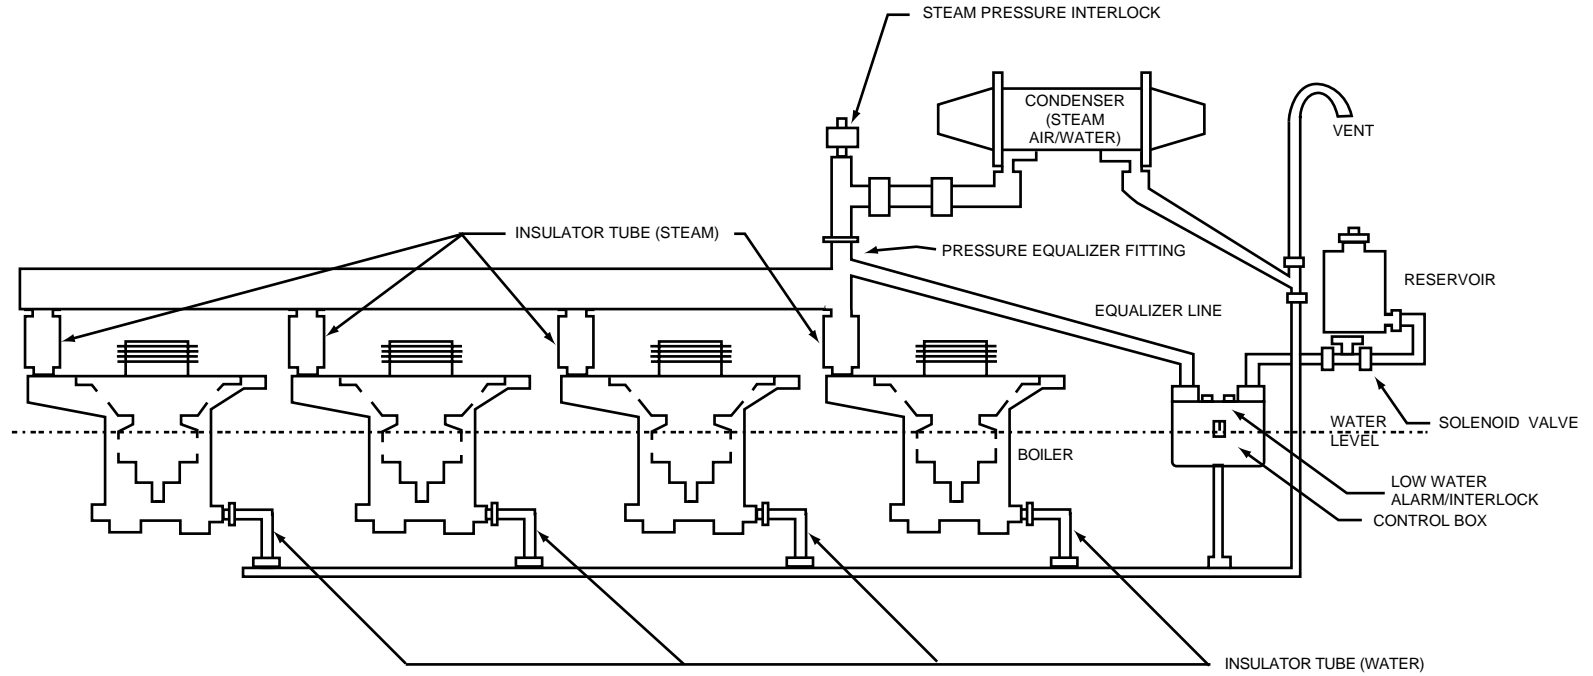 STEAM PRESSURE INTERLOCK
CONDENSER
(STEAM
AIR/WATER)
VENT
INSULATOR TUBE (STEAM)
PRESSURE EQUALIZER FITTING
RESERVOIR
EQUALIZER LINE
WATER
LEVEL
SOLENOID VALVE
BOILER
LOW WATER
ALARM/INTERLOCK
CONTROL BOX
INSULATOR TUBE (WATER)